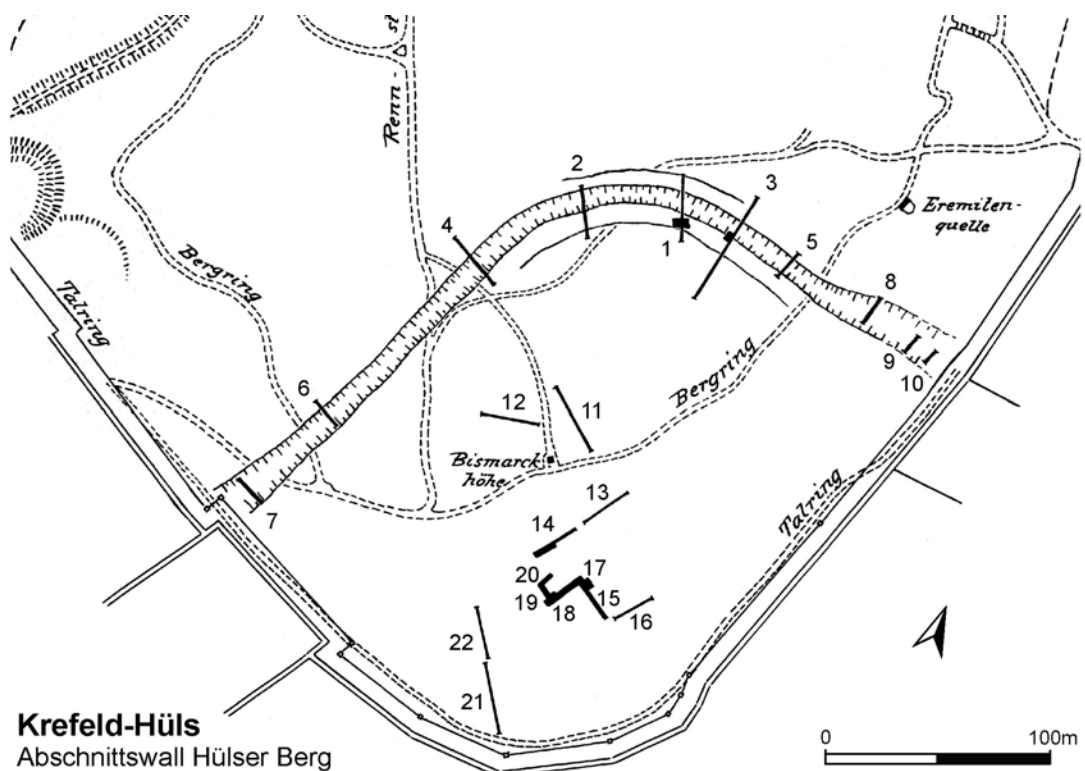 st
Renn-
2
3
4
1
5
Eremiten-
quelle
Bergring
Talring
8
9
10
6
Bergring
12
11
Bismarck
höhe
7
13
14
Talring
20
17
19
18
15
16
22
21
Krefeld-Hüls
Abschnittswall Hülser Berg
0
100m